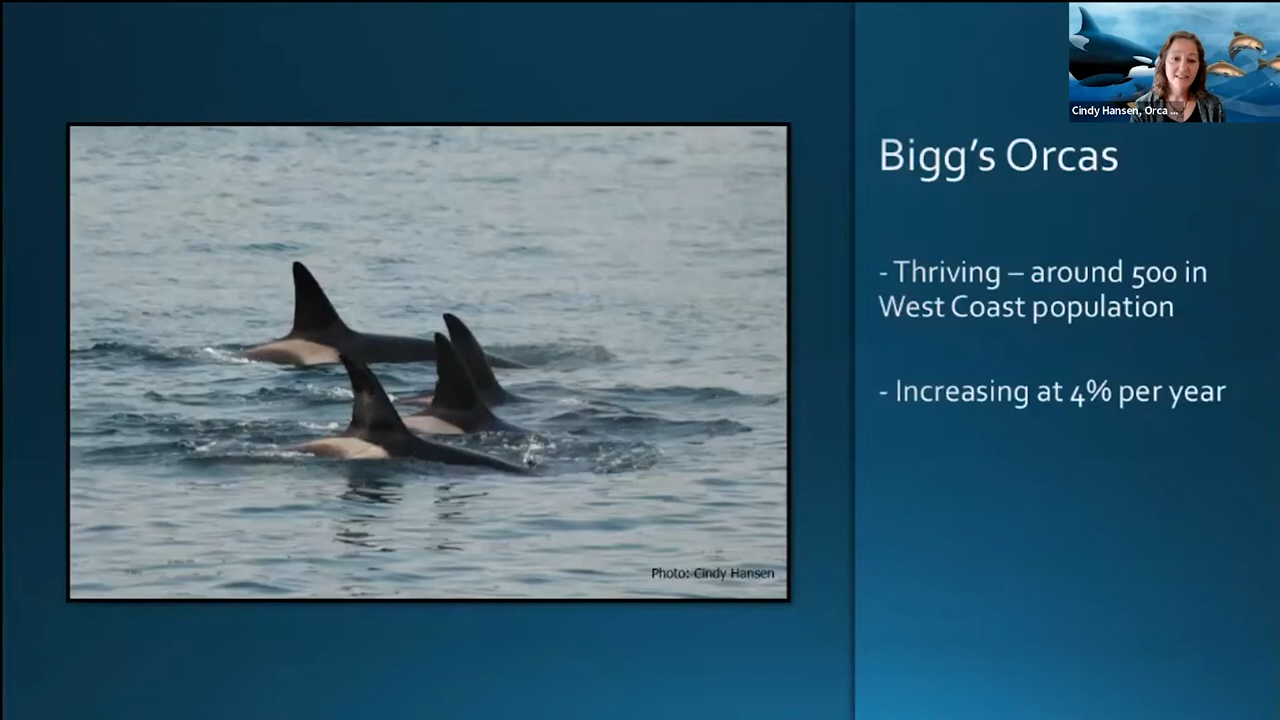 Cindy Hansen, Orca ...
Bigg's Orcas
- Thriving – around 500 in
West Coast population
- Increasing at 4% per year
Photo: Cindy Hansen